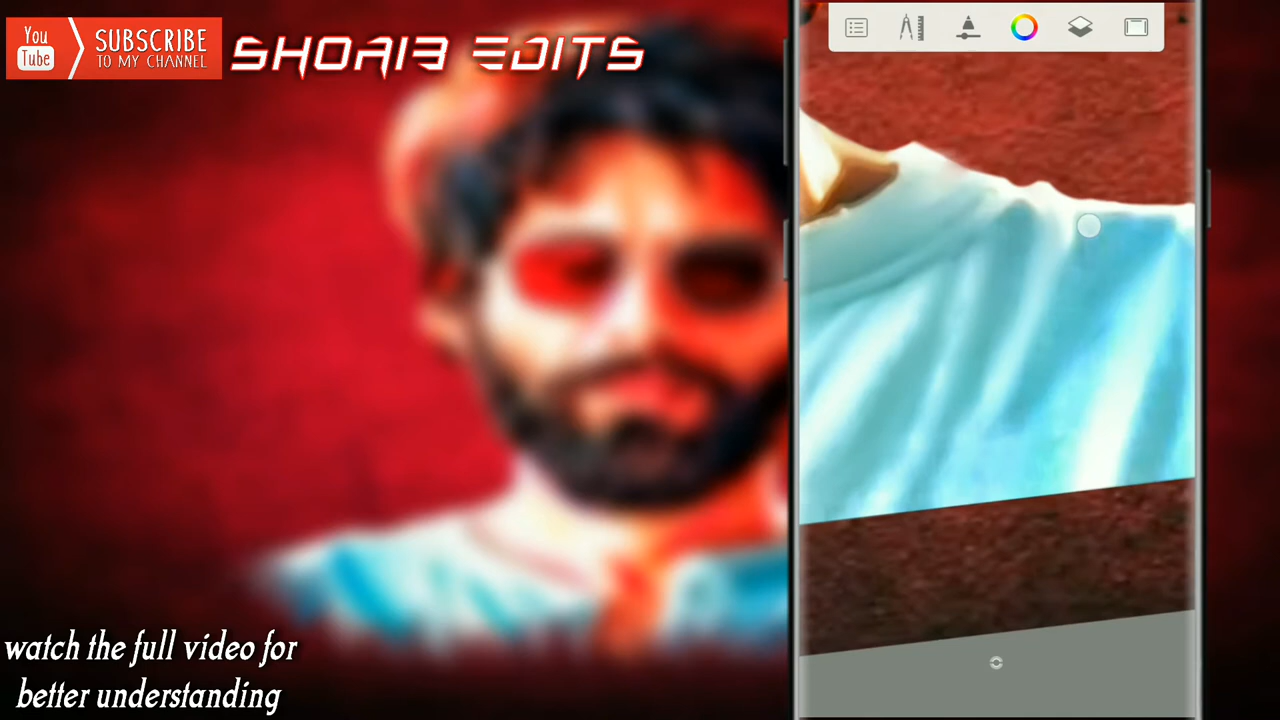 You
Tube
SUBSCRIBE
TO MY CHANNEL
SHOAIB EDITS
watch the full video for
better understanding